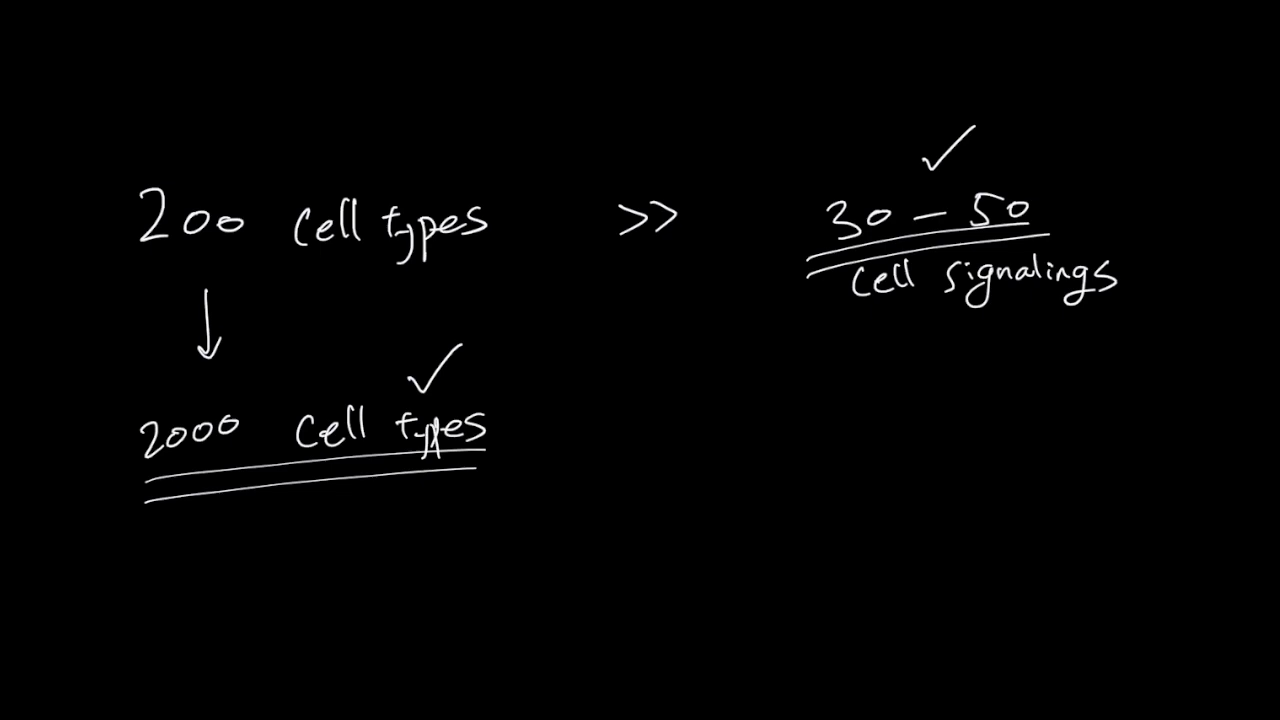 200 cell types >> 30 - 50
cell signalings
2000 cell types